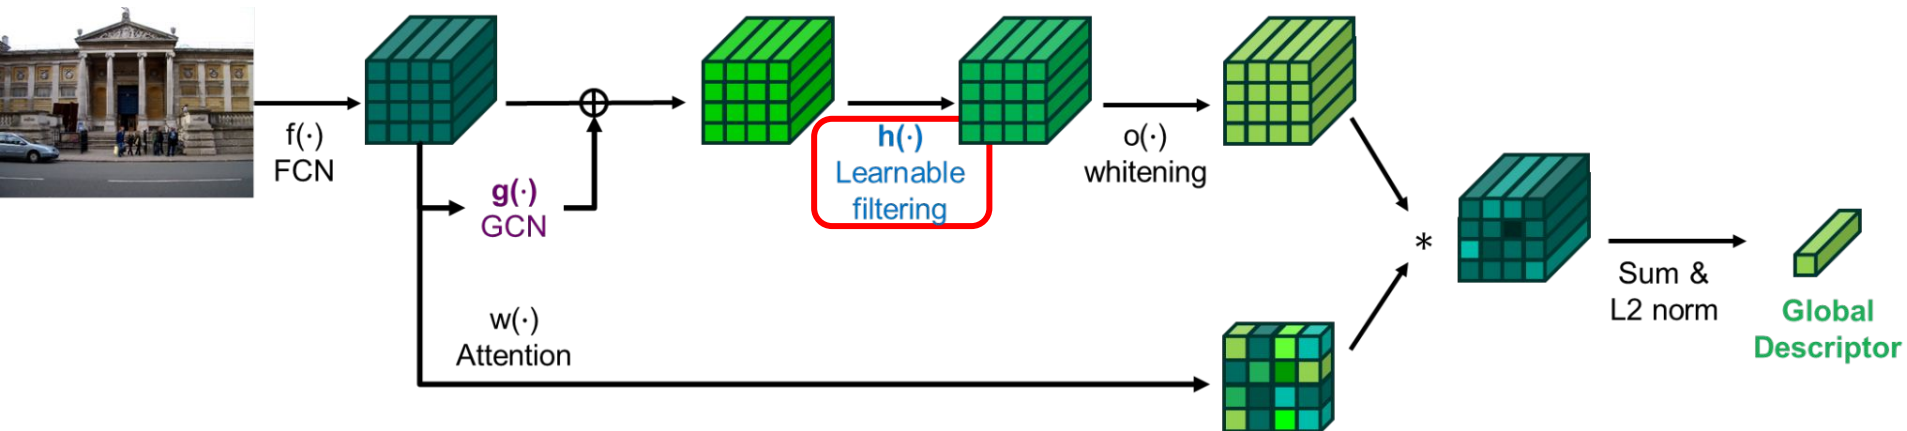 f(·)
FCN
g(·)
GCN
h(·)
Learnable
filtering
o(·)
whitening
w(·)
Attention
*
Sum &
L2 norm
Global
Descriptor